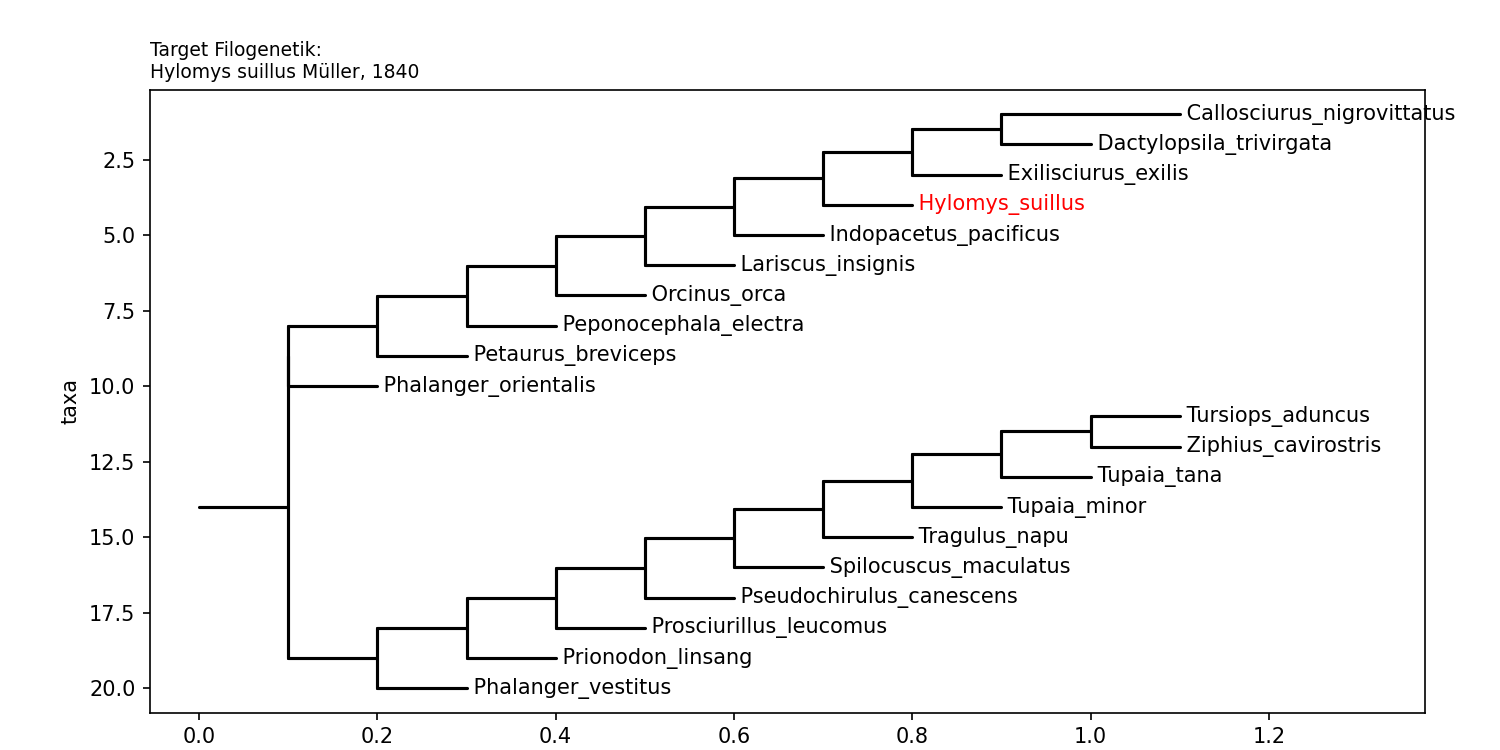 Target Filogenetik:
Hylomys suillus Müller, 1840
Callosciurus_nigrovittatus
Dactylopsila_trivirgata
2.5
Exilisciurus_exilis
Hylomys_suillus
5.0
Indopacetus_pacificus
Lariscus_insignis
Orcinus_orca
7.5
Peponocephala_electra
Petaurus_breviceps
10.0
Phalanger_orientalis
taxa
Tursiops_aduncus
Ziphius_cavirostris
12.5
Tupaia_tana
Tupaia_minor
15.0
Tragulus_napu
Spilocuscus_maculatus
Pseudochirulus_canescens
17.5
Prosciurillus_leucomus
Prionodon_linsang
20.0
Phalanger_vestitus
0.0 0.2 0.4 0.6 0.8 1.0 1.2